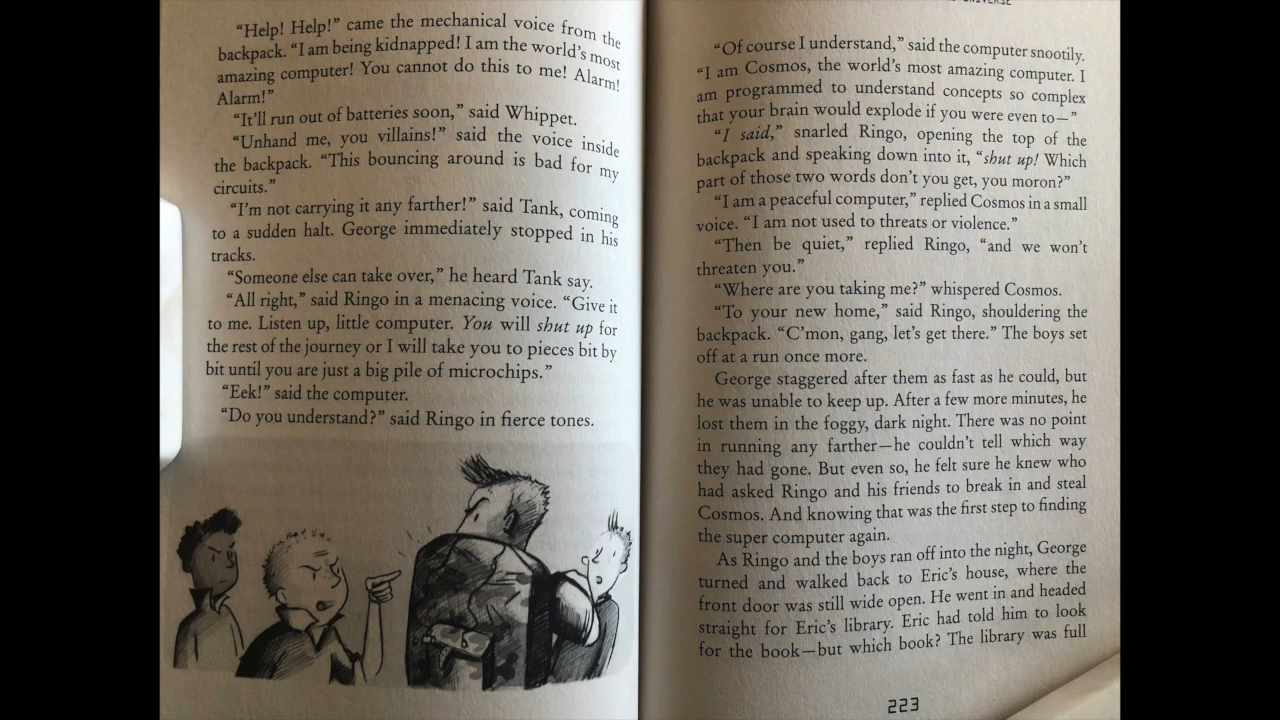 “Help! Help!” came the mechanical voice from the
backpack. “I am being kidnapped! I am the world’s most
amazing computer! You cannot do this to me! Alarm!
Alarm!”
“It’ll run out of batteries soon,” said Whippet.
“Unhand me, you villains!” said the voice inside
the backpack. “This bouncing around is bad for my
circuits.”
“I’m not carrying it any farther!” said Tank, coming
to a sudden halt. George immediately stopped in his
tracks.
“Someone else can take over,” he heard Tank say.
“All right,” said Ringo in a menacing voice. “Give it
to me. Listen up, little computer. You will shut up for
the rest of the journey or I will take you to pieces bit by
bit until you are just a big pile of microchips.”
“Eek!” said the computer.
“Do you understand?” said Ringo in fierce tones.
UNIVERSE
“Of course I understand,” said the computer snootily.
“I am Cosmos, the world’s most amazing computer. I
am programmed to understand concepts so complex
that your brain would explode if you were even to—”
“I said,” snarled Ringo, opening the top of the
backpack and speaking down into it, “shut up! Which
part of those two words don’t you get, you moron?”
“I am a peaceful computer,” replied Cosmos in a small
voice. “I am not used to threats or violence.”
“Then be quiet,” replied Ringo, “and we won’t
threaten you.”
“Where are you taking me?” whispered Cosmos.
“To your new home,” said Ringo, shouldering the
backpack. “C’mon, gang, let’s get there.” The boys set
off at a run once more.
George staggered after them as fast as he could, but
he was unable to keep up. After a few more minutes, he
lost them in the foggy, dark night. There was no point
in running any farther—he couldn’t tell which way
they had gone. But even so, he felt sure he knew who
had asked Ringo and his friends to break in and steal
Cosmos. And knowing that was the first step to finding
the super computer again.
As Ringo and the boys ran off into the night, George
turned and walked back to Eric’s house, where the
front door was still wide open. He went in and headed
straight for Eric’s library. Eric had told him to look
for the book—but which book? The library was full
223